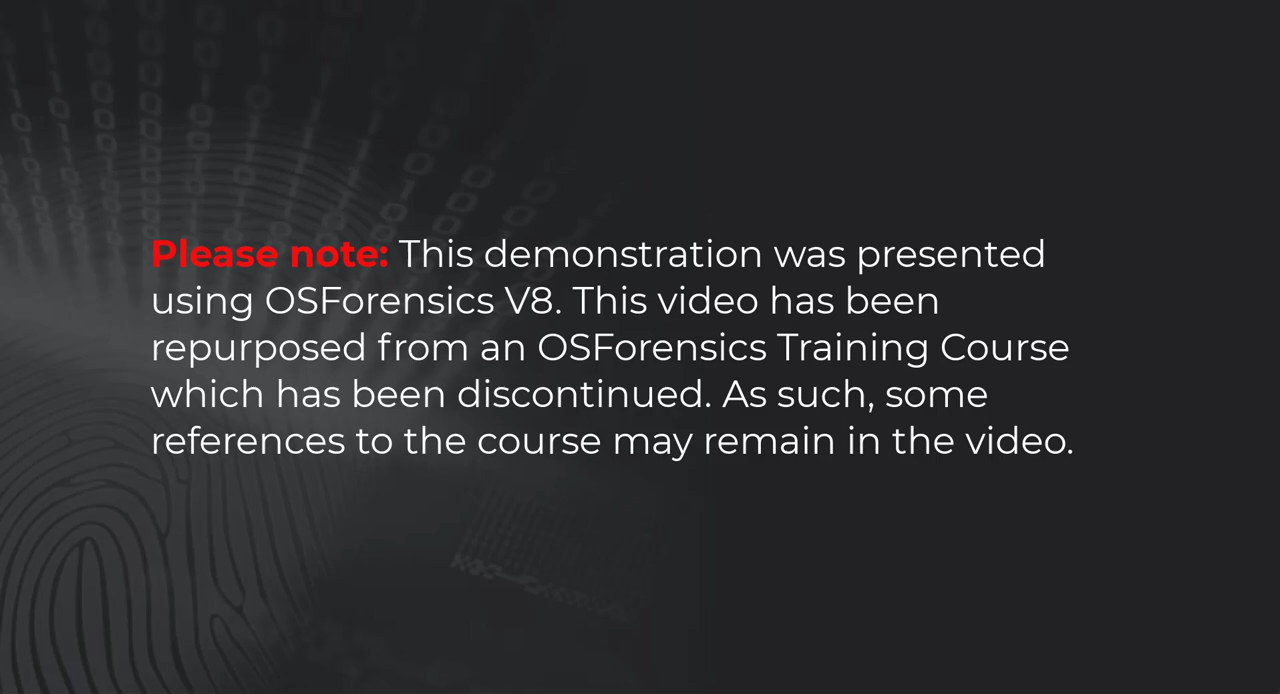 Please note: This demonstration was presented
using OSForensics V8. This video has been
repurposed from an OSForensics Training Course
which has been discontinued. As such, some
references to the course may remain in the video.